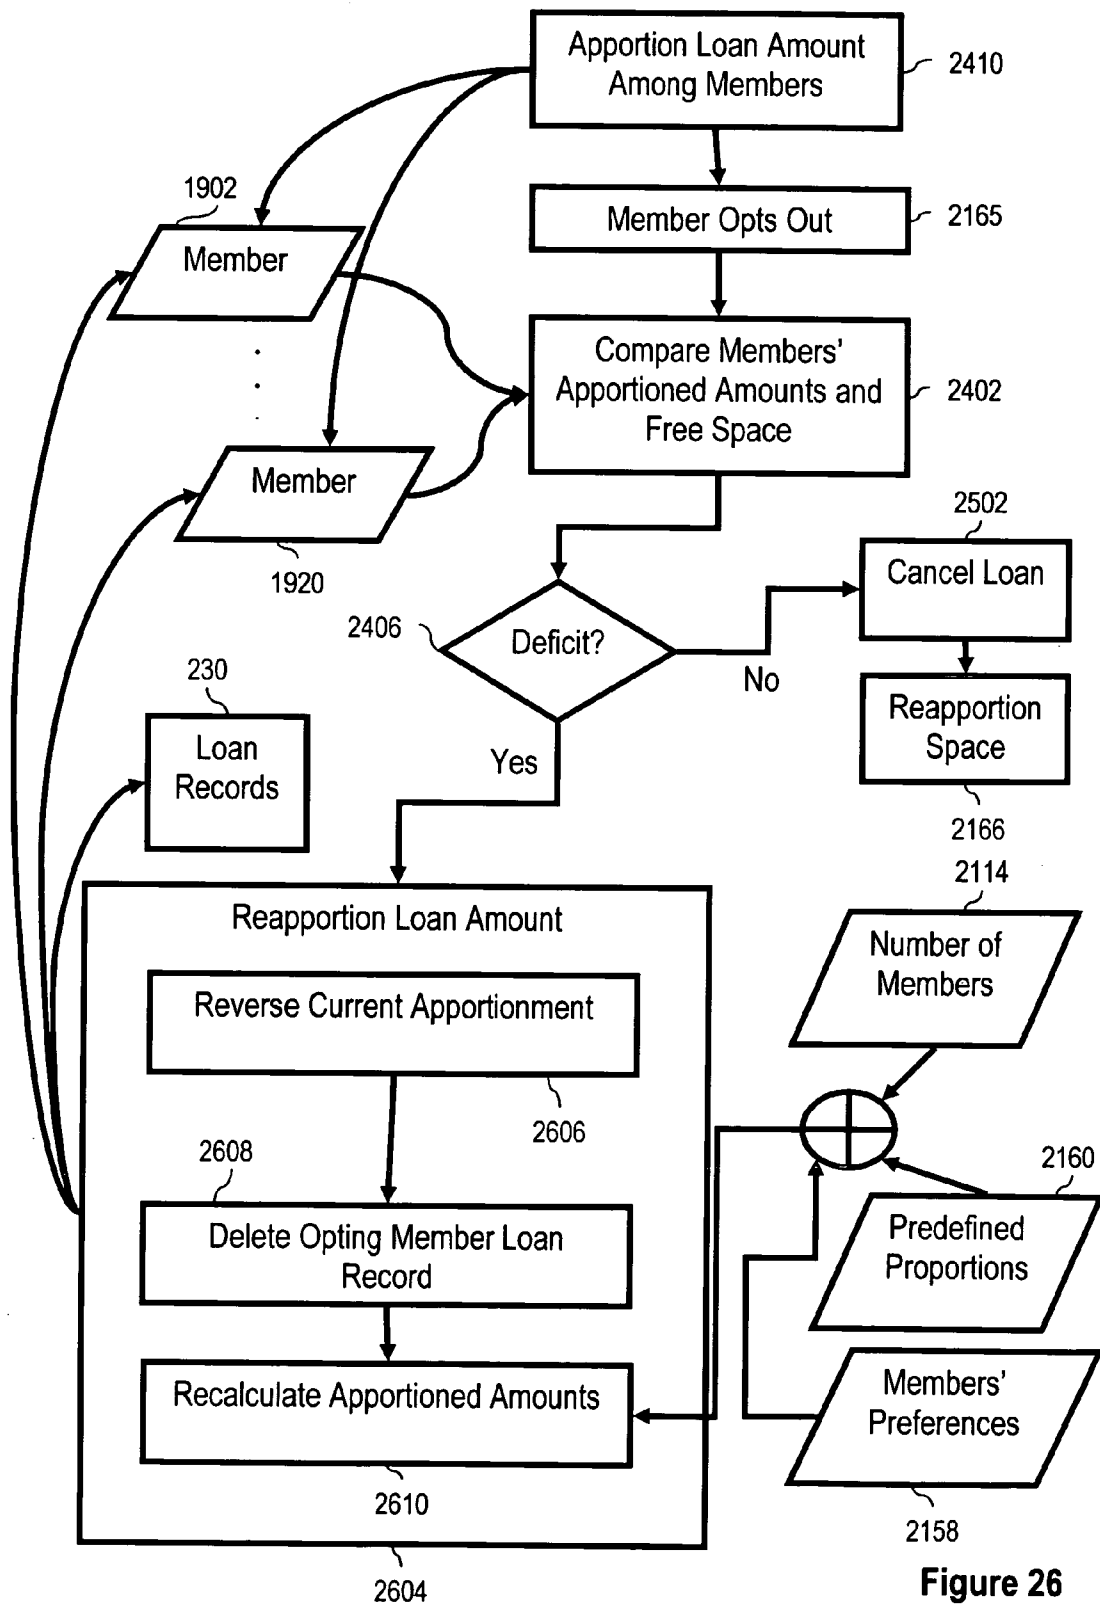 Apportion Loan Amount
Among Members
2410
1902
Member
Member Opts Out
2165
Compare Members'
Apportioned Amounts and
Free Space
2402
Member
1920
2502
Cancel Loan
2406
Deficit?
No
230
Reapportion
Space
Loan
Records
Yes
2166
2114
Reapportion Loan Amount
Number of
Members
Reverse Current Apportionment
2606
2608
2160
Delete Opting Member Loan
Record
Predefined
Proportions
Recalculate Apportioned Amounts
Members'
Preferences
2610
2158
2604
Figure 26